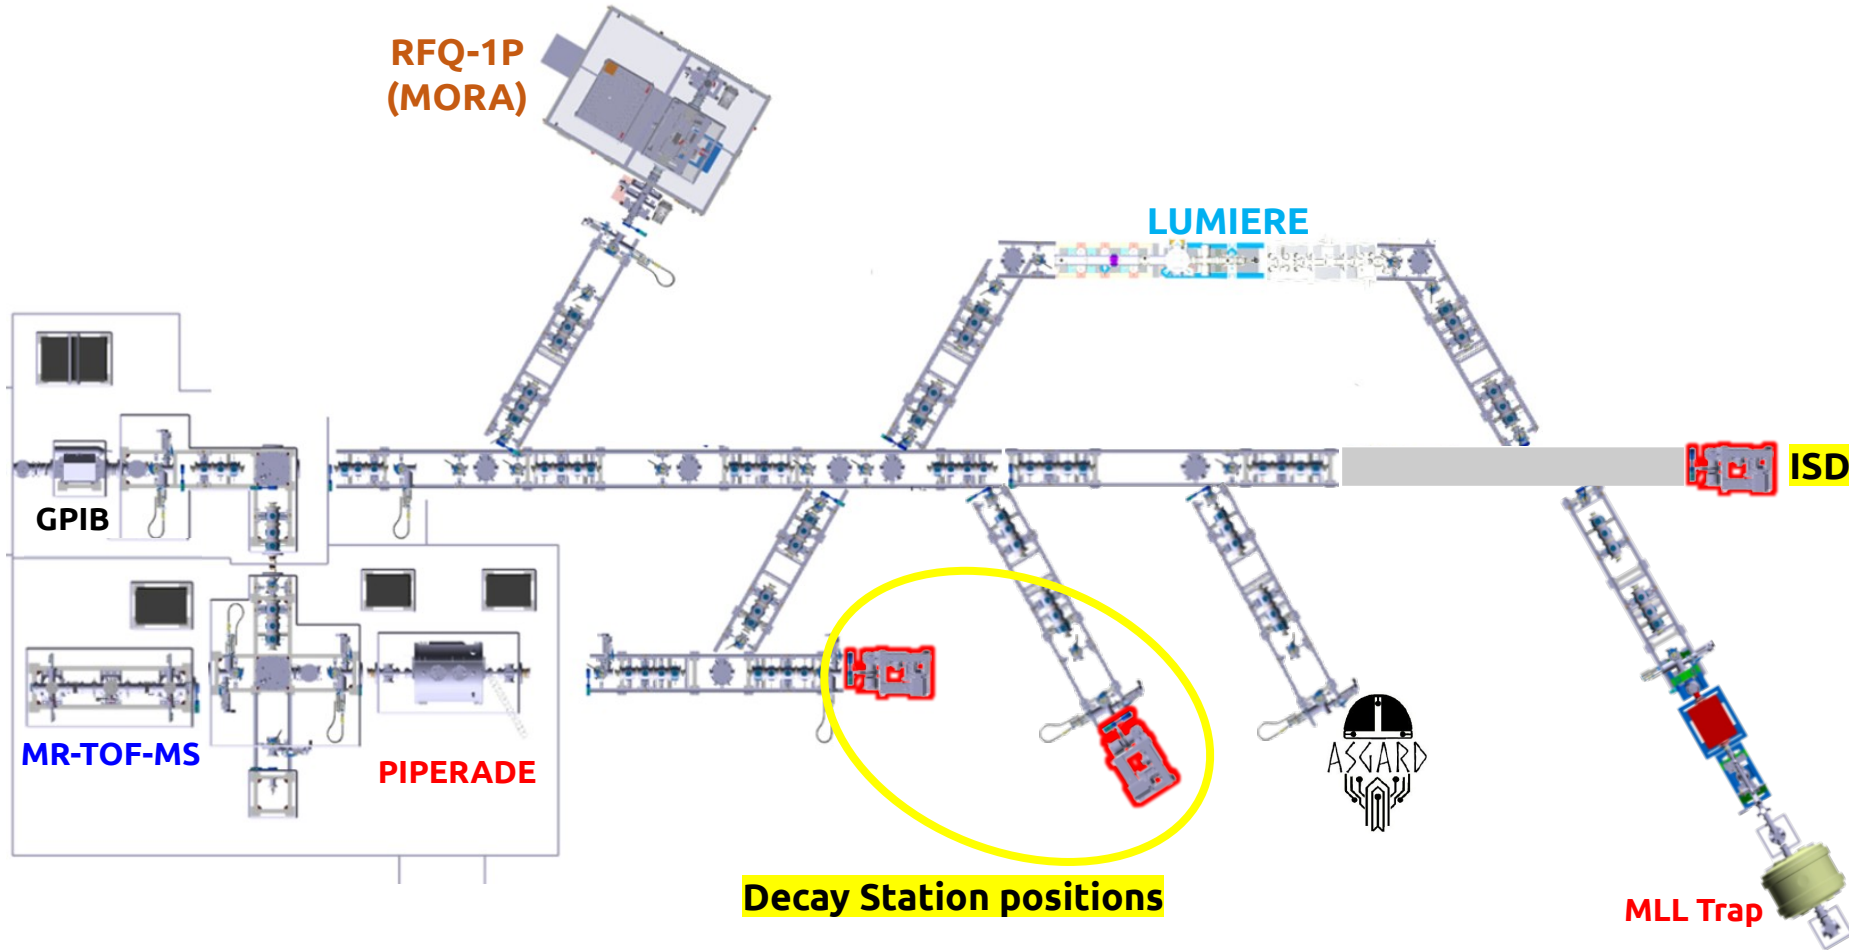 RFQ-1P
(MORA)
LUMIERE
ISD
GPIB
MR-TOF-MS
PIPERADE
ASGARD
Decay Station positions
MLL Trap